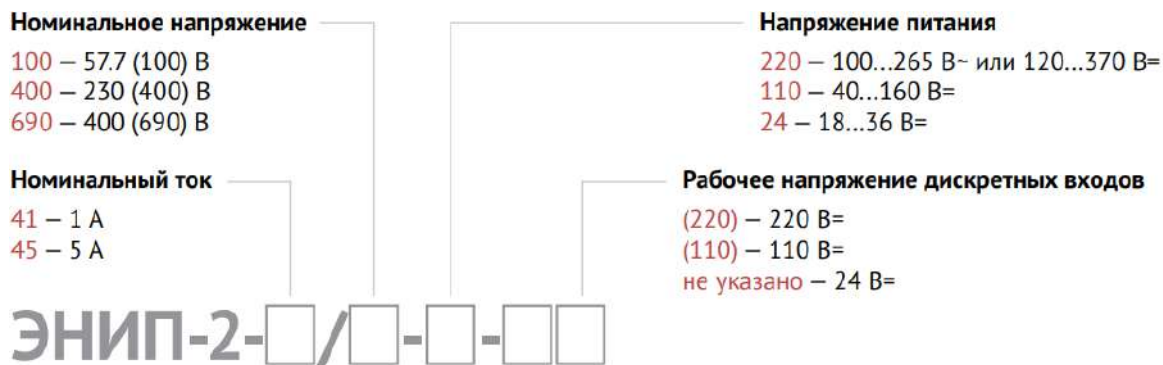 Номинальное напряжение
100 – 57.7 (100) В
400 – 230 (400) В
690 – 400 (690) В
Напряжение питания
220 – 100...265 В~ или 120...370 В=
110 – 40...160 В=
24 – 18...36 В=
Номинальный ток
41 – 1 А
45 – 5 А
Рабочее напряжение дискретных входов
(220) – 220 В=
(110) – 110 В=
не указано – 24 В=
ЭНИП-2-□/□-□-□□